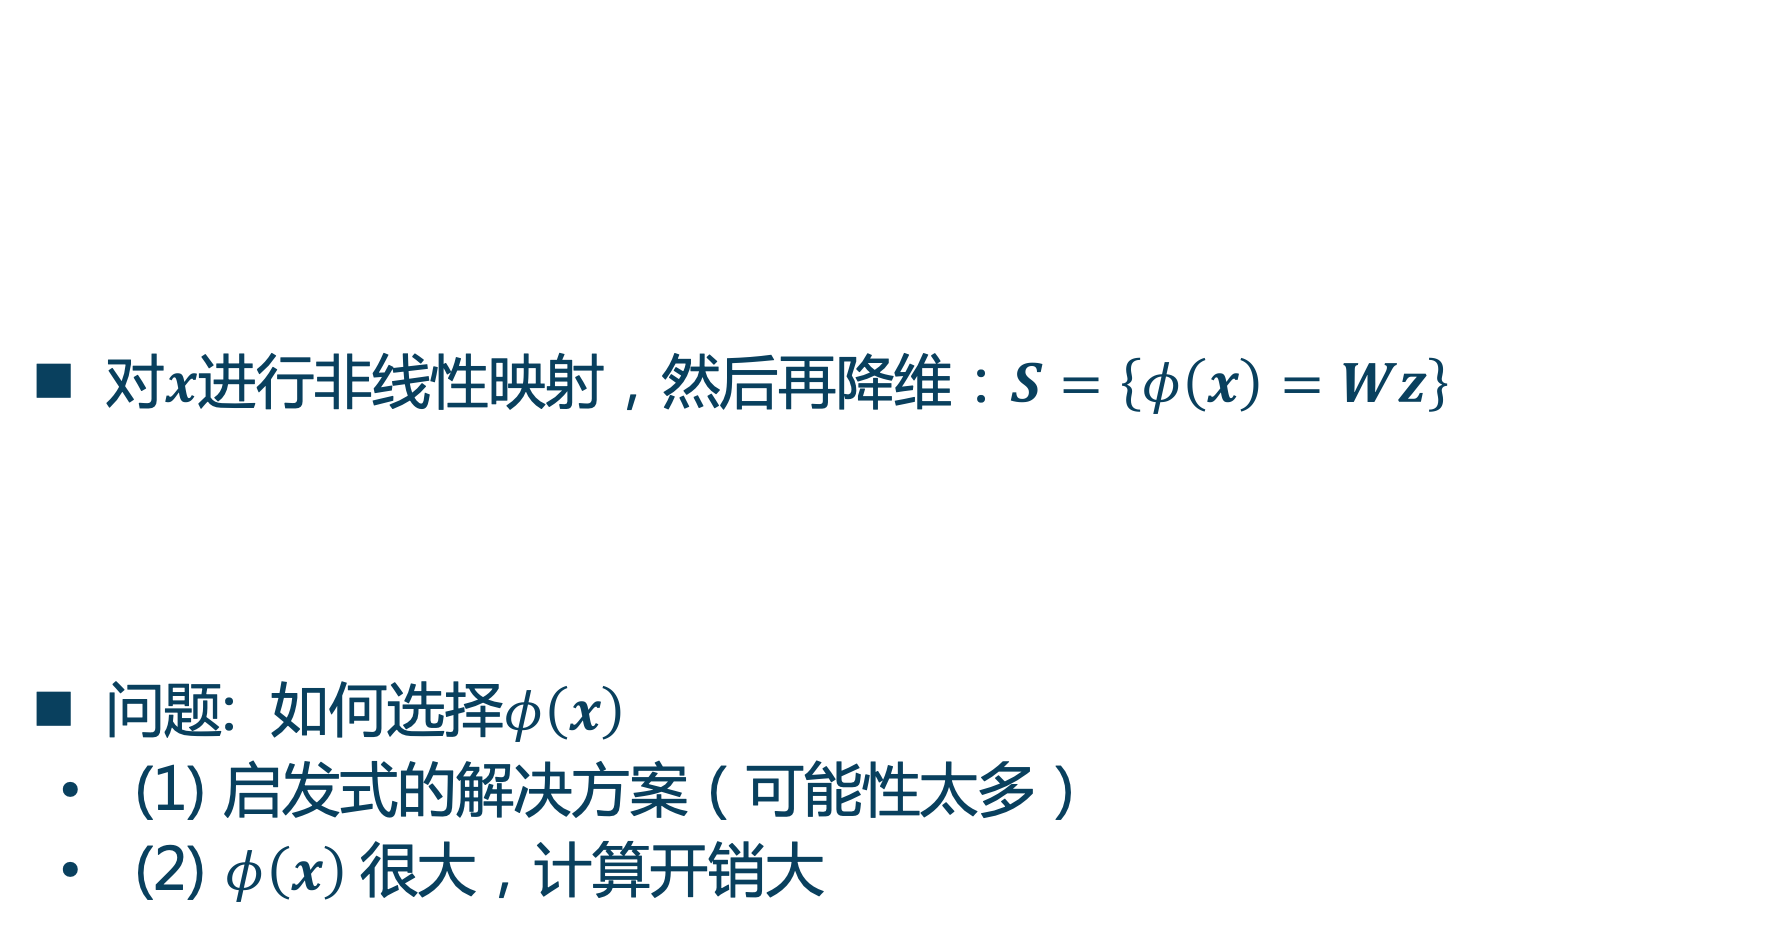 ■ 对𝒙进行非线性映射，然后再降维：𝑺 = {𝜙(𝒙) = 𝑾𝒛}
■ 问题: 如何选择𝜙(𝒙)
• (1) 启发式的解决方案（可能性太多）
• (2) 𝜙(𝒙) 很大，计算开销大